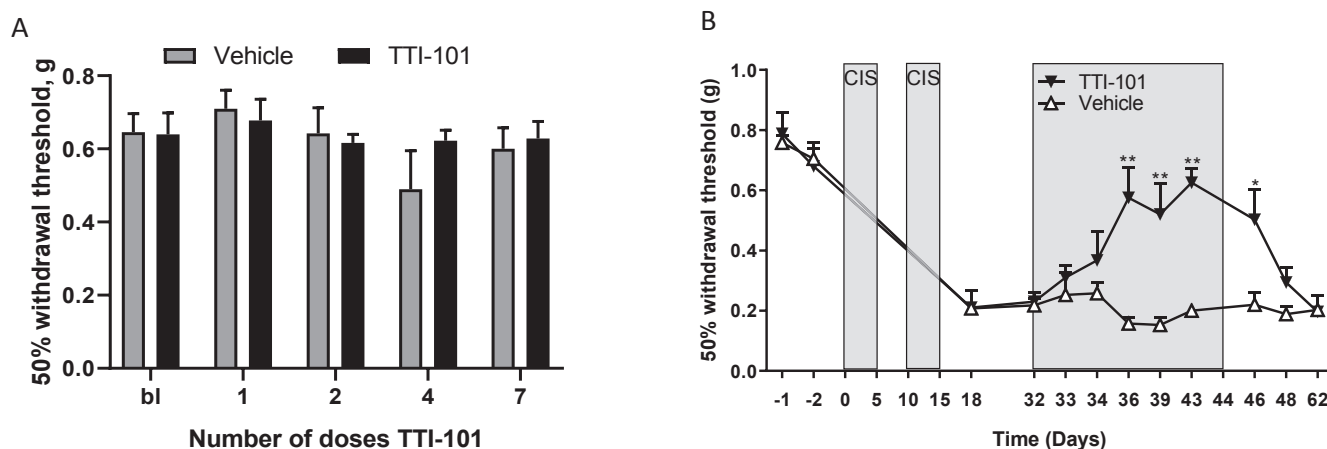 A
Vehicle TTI-101
50% withdrawal threshold, g
0.8
0.6
0.4
0.2
0.0
bl 1 2 4 7
Number of doses TTI-101
B
50% withdrawal threshold (g)
1.0
0.8
0.6
0.4
0.2
0.0
CIS CIS
TTI-101
Vehicle
** ** ** *
-1 -2 0 5 10 15 18 32 33 34 36 39 43 44 46 48 62
Time (Days)